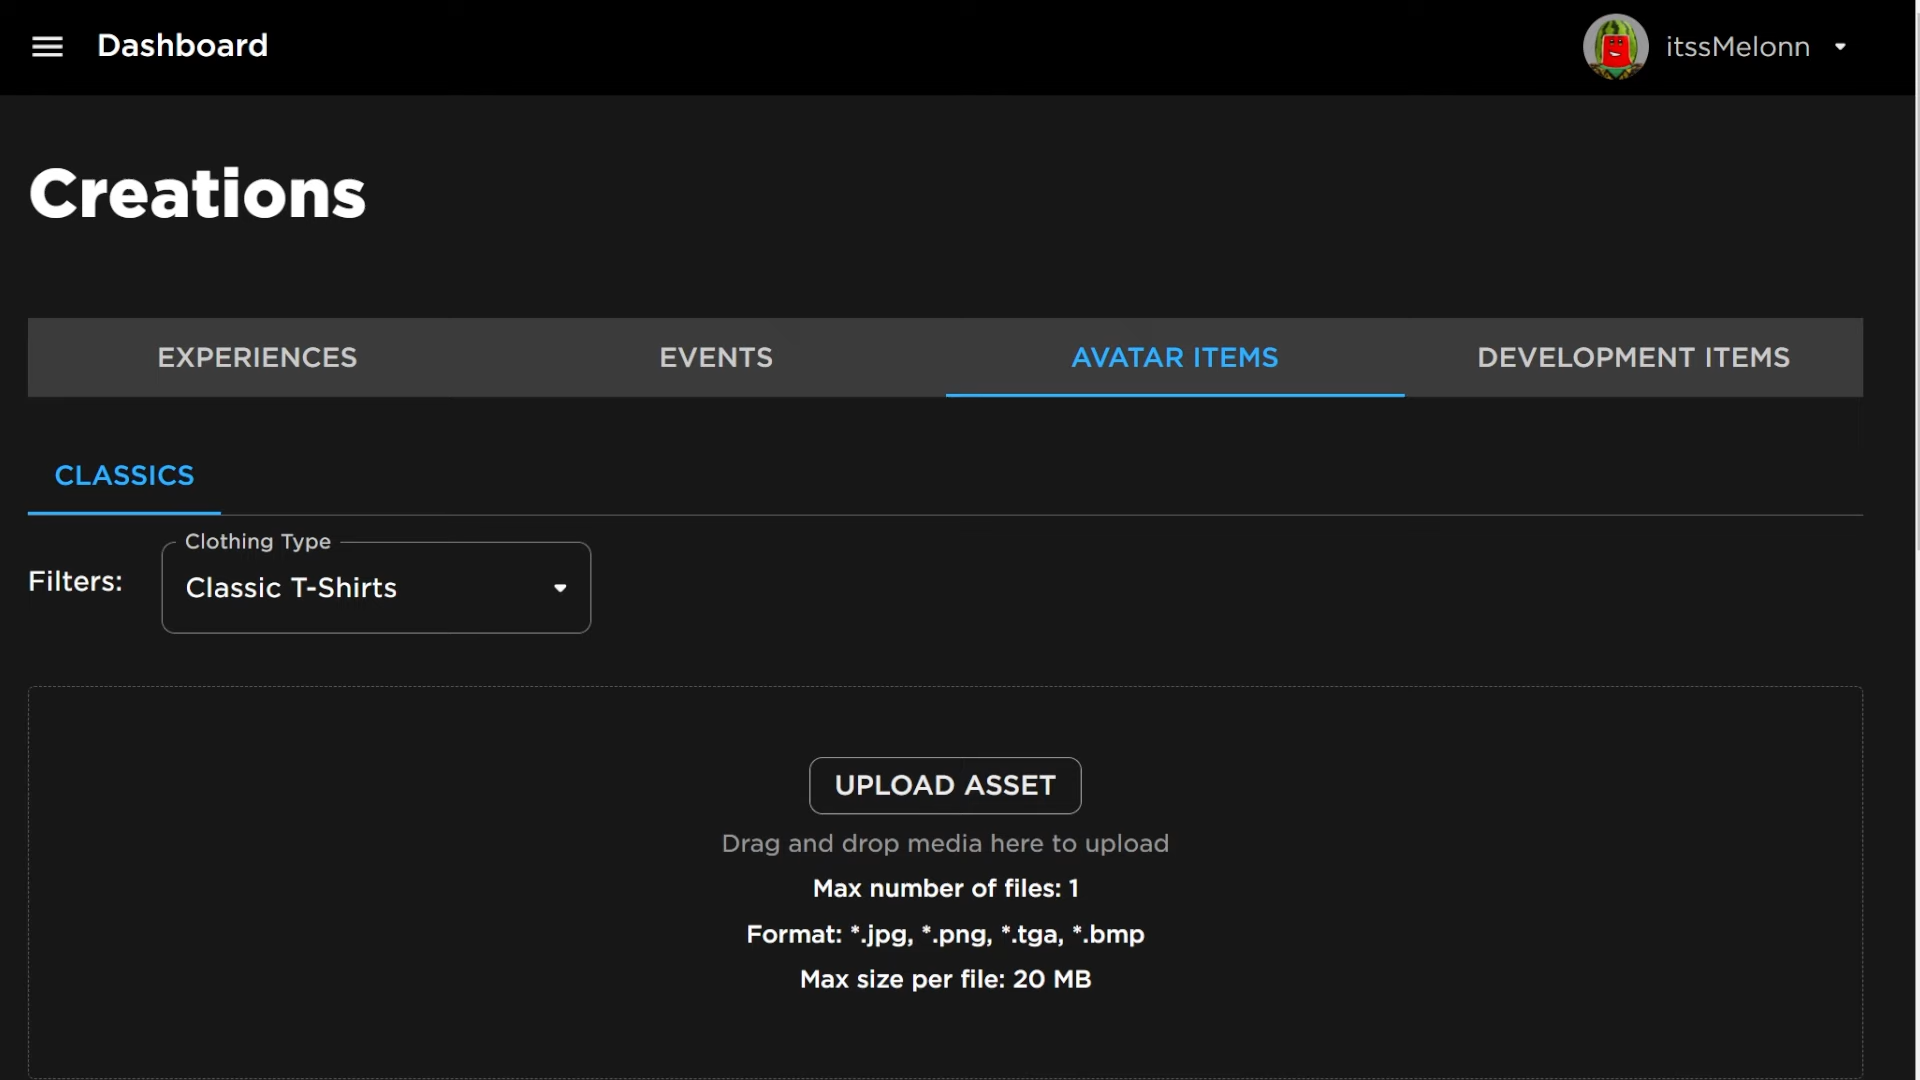 Dashboard
itssMelonn
Creations
EXPERIENCES
EVENTS
AVATAR ITEMS
DEVELOPMENT ITEMS
CLASSICS
Filters:
Clothing Type
Classic T-Shirts
UPLOAD ASSET
Drag and drop media here to upload
Max number of files: 1
Format: *.jpg, *.png, *.tga, *.bmp
Max size per file: 20 MB